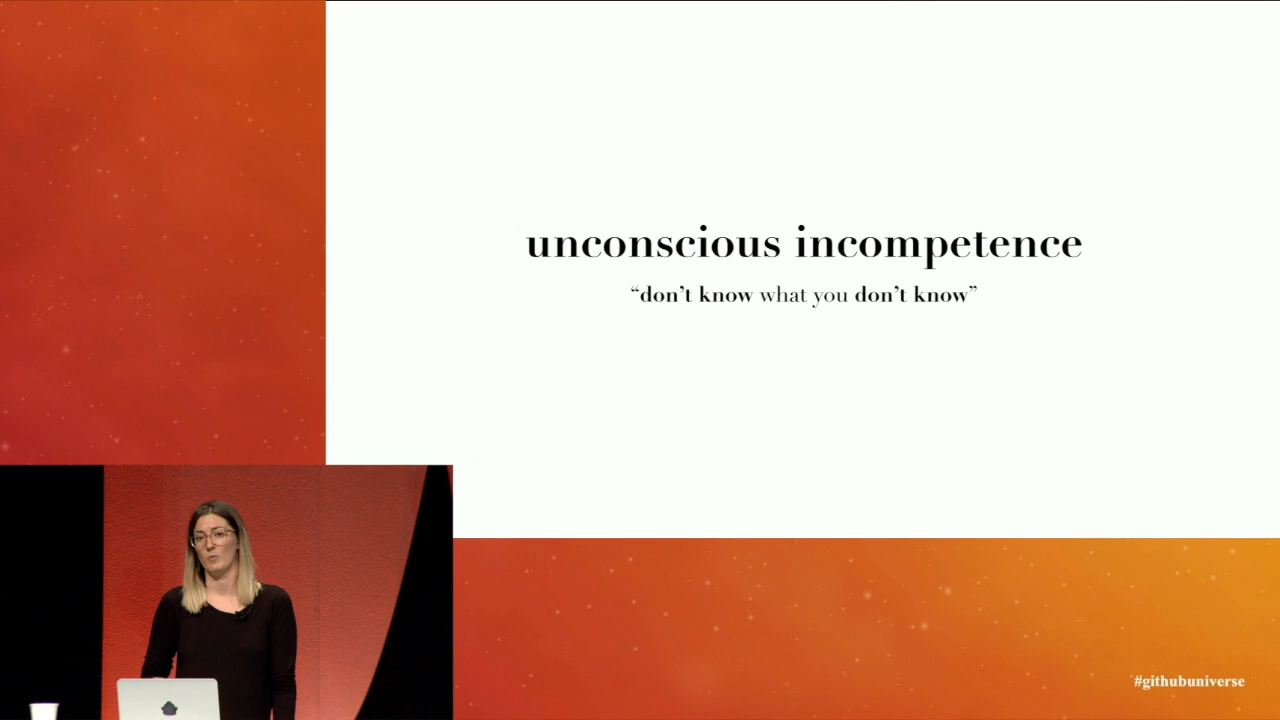 unconscious incompetence
“don’t know what you don’t know”
#githubuniverse